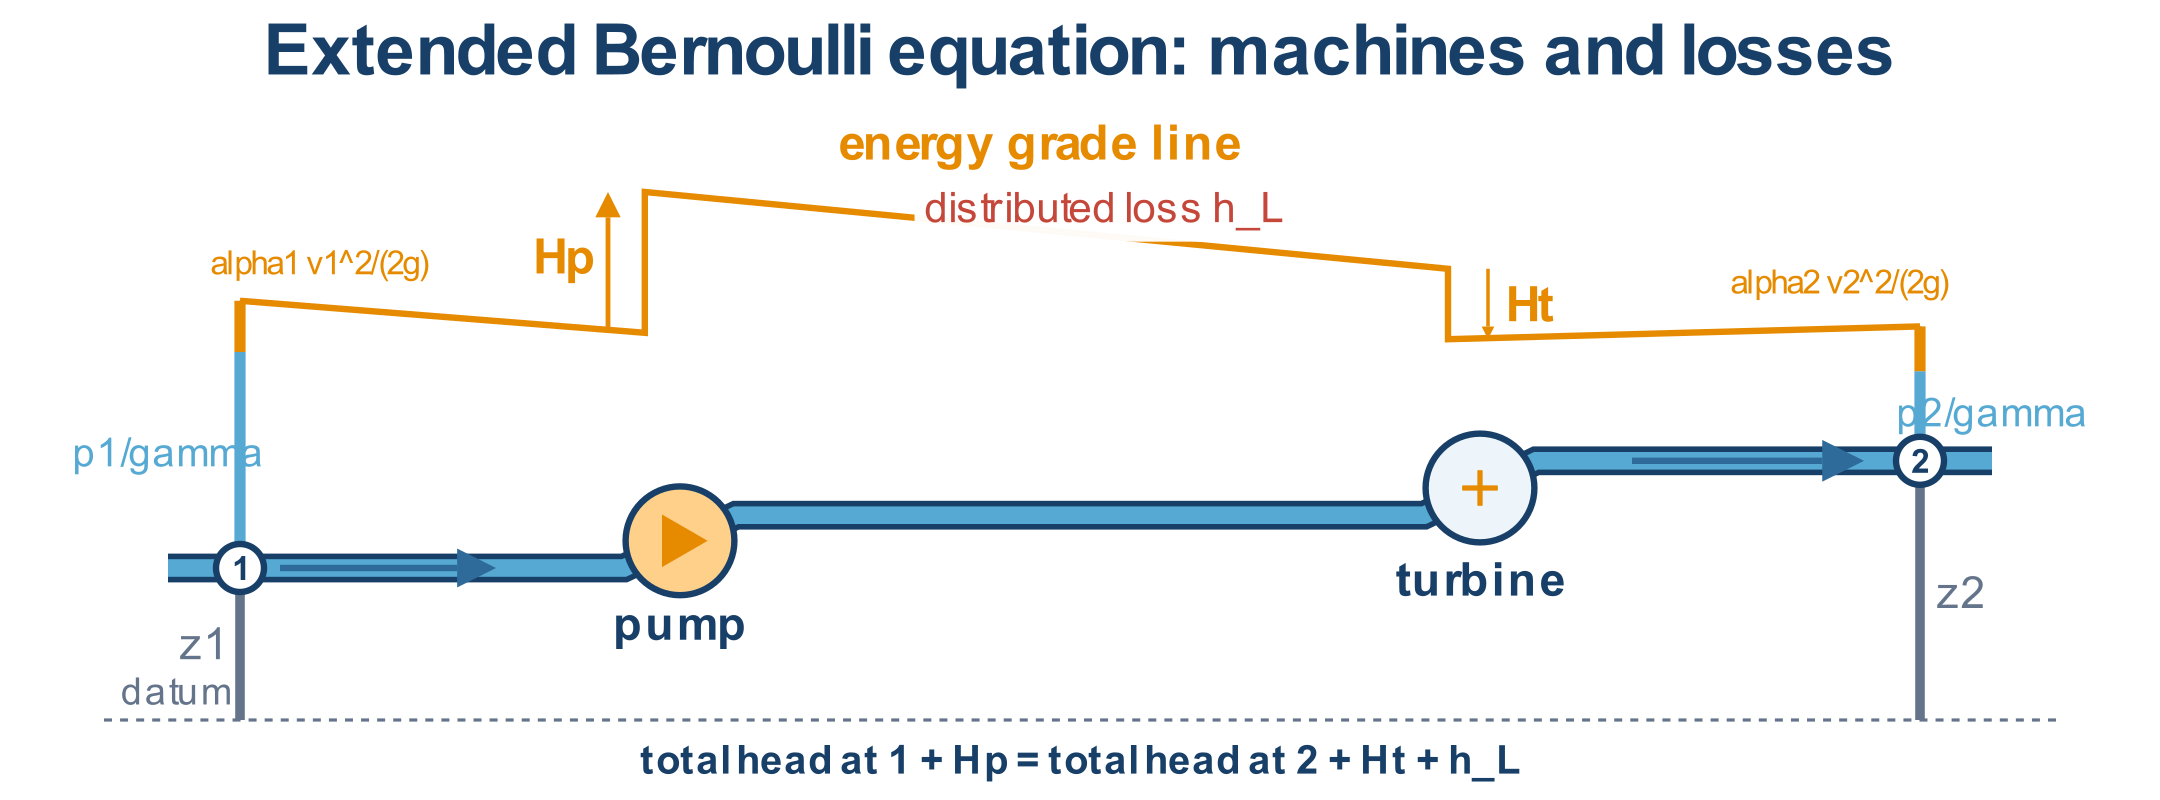 Extended Bernoulli equation: machines and losses
energy grade line
distributed loss h_L
Hp
alpha1 v1^2/(2g)
Ht
alpha2 v2^2/(2g)
p1/gamma
p2/gamma
1
2
pump
turbine
z1
z2
datum
total head at 1 + Hp = total head at 2 + Ht + h_L